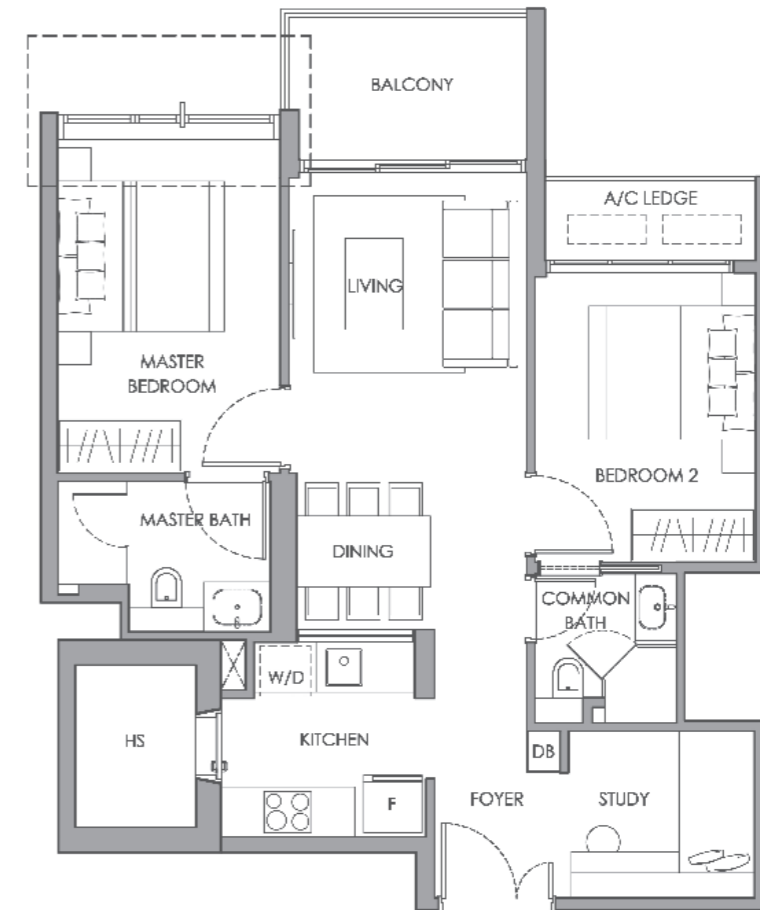 BALCONY
A/C LEDGE
LIVING
MASTER
BEDROOM
BEDROOM 2
MASTER BATH
DINING
COMMON
BATH
W/D
HS
KITCHEN
DB
F
FOYER
STUDY